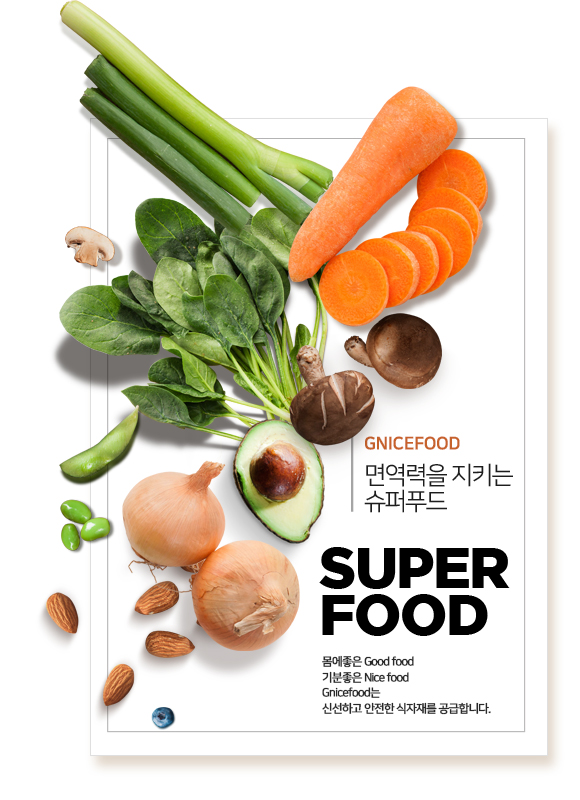 GNICEFOOD
면역력을 지키는
슈퍼푸드
SUPER
FOOD
몸에좋은 Good food
기분좋은 Nice food
Gnicefood는
신선하고 안전한 식자재를 공급합니다.